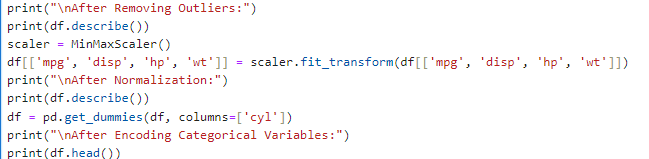 print("\nAfter Removing Outliers:")
print(df.describe())
scaler = MinMaxScaler()
df[['mpg', 'disp', 'hp', 'wt']] = scaler.fit_transform(df[['mpg', 'disp', 'hp', 'wt']])
print("\nAfter Normalization:")
print(df.describe())
df = pd.get_dummies(df, columns=['cyl'])
print("\nAfter Encoding Categorical Variables:")
print(df.head())